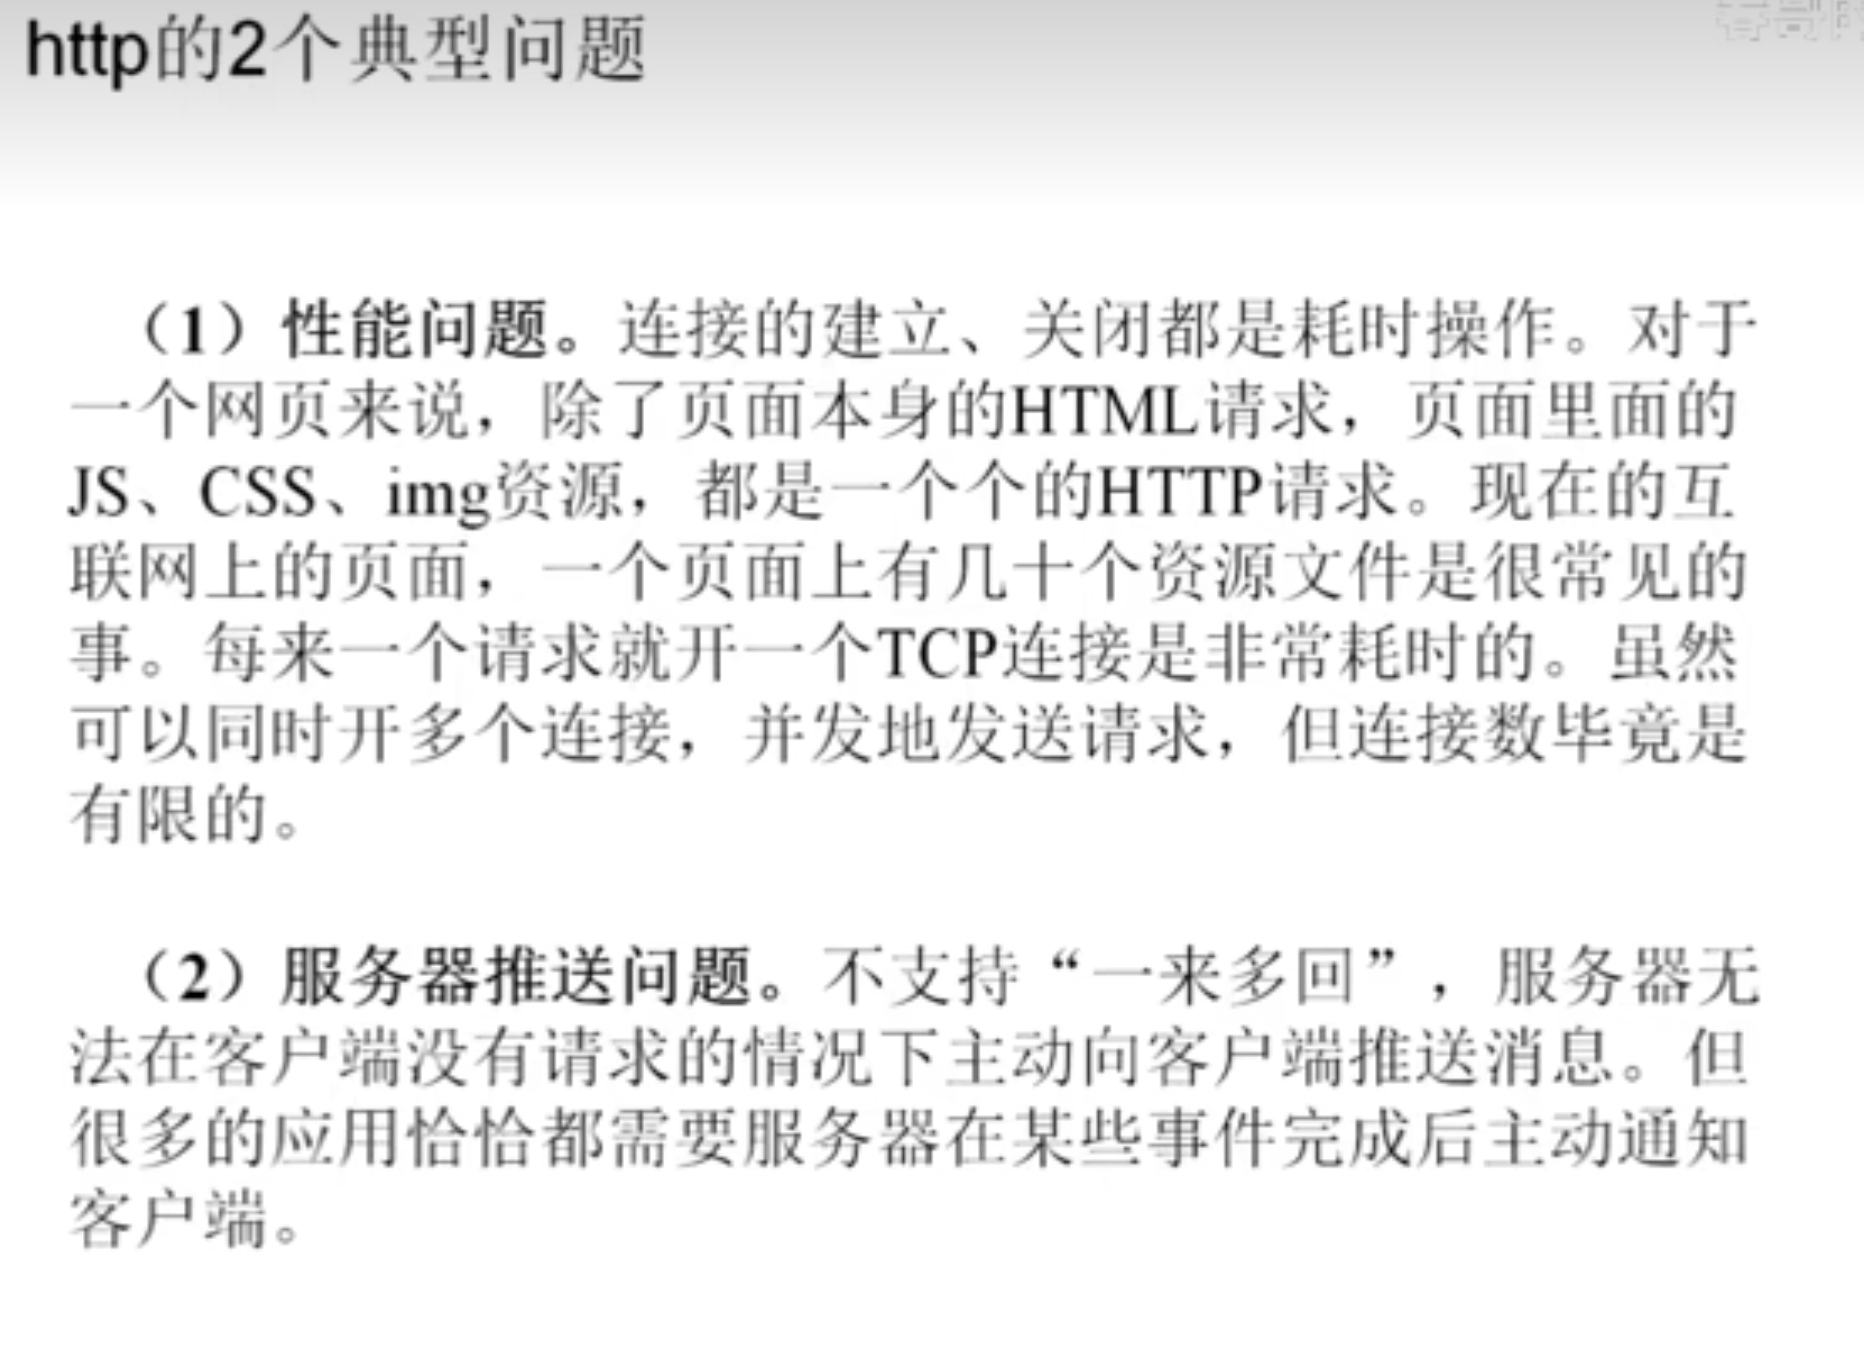 http的2个典型问题
（1）性能问题。连接的建立、关闭都是耗时操作。对于
一个网页来说，除了页面本身的HTML请求，页面里面的
JS、CSS、img资源，都是一个个的HTTP请求。现在的互
联网上的页面，一个页面上有几十个资源文件是很常见的
事。每来一个请求就开一个TCP连接是非常耗时的。虽然
可以同时开多个连接，并发地发送请求，但连接数毕竟是
有限的。
（2）服务器推送问题。不支持“一来多回”，服务器无
法在客户端没有请求的情况下主动向客户端推送消息。但
很多的应用恰恰都需要服务器在某些事件完成后主动通知
客户端。